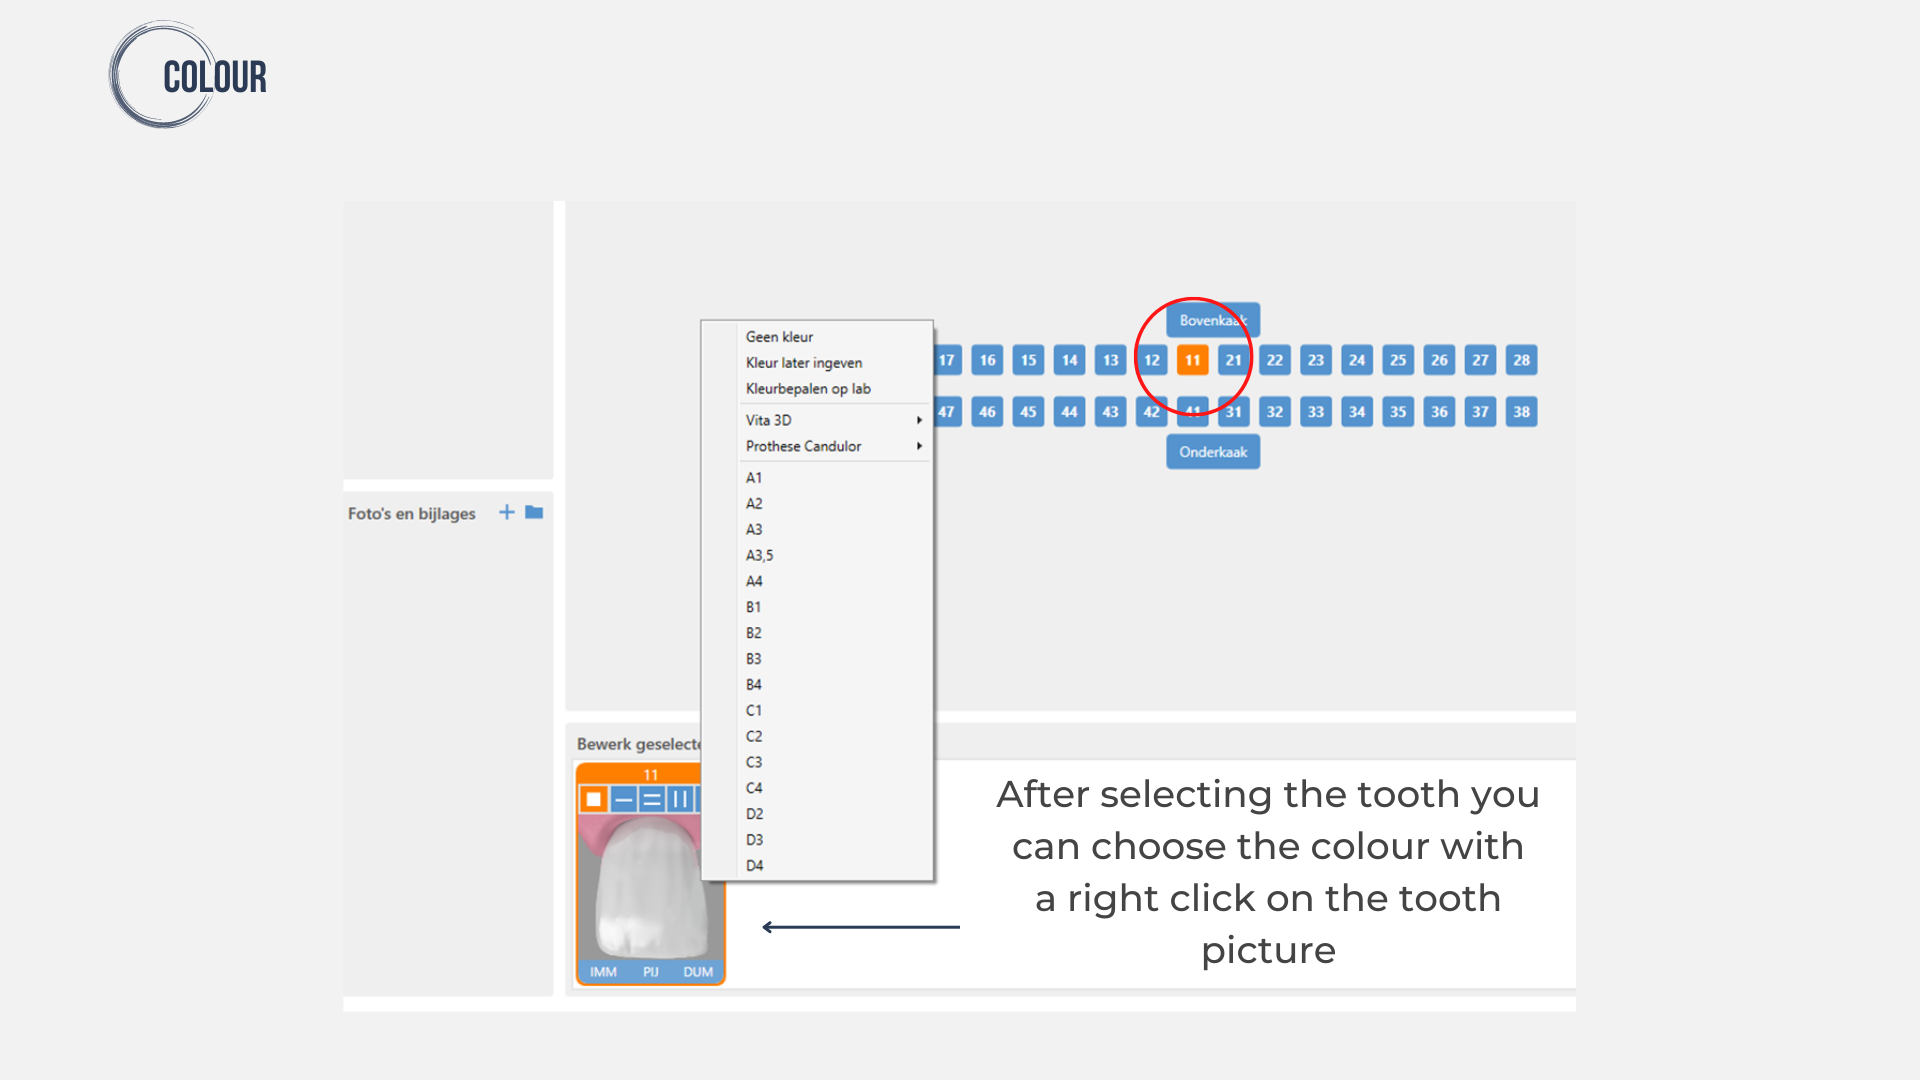 COLOUR
Bovenkaak
17 16 15 14 13 12 11 21 22 23 24 25 26 27 28
47 46 45 44 43 42 41 31 32 33 34 35 36 37 38
Onderkaak
Geen kleur
Kleur later ingeven
Kleurbepalen op lab
Vita 3D
Prothese Candulor
A1
A2
A3
A3,5
A4
B1
B2
B3
B4
C1
C2
C3
C4
D2
D3
D4
Foto's en bijlages
Bewerk geselecte
11
IMM PIJ DUM
After selecting the tooth you
can choose the colour with
a right click on the tooth
picture